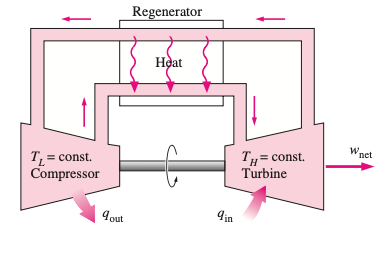 Regenerator
Heat
T_L = const.
Compressor
T_H = const.
Turbine
w_net
q_out
q_in